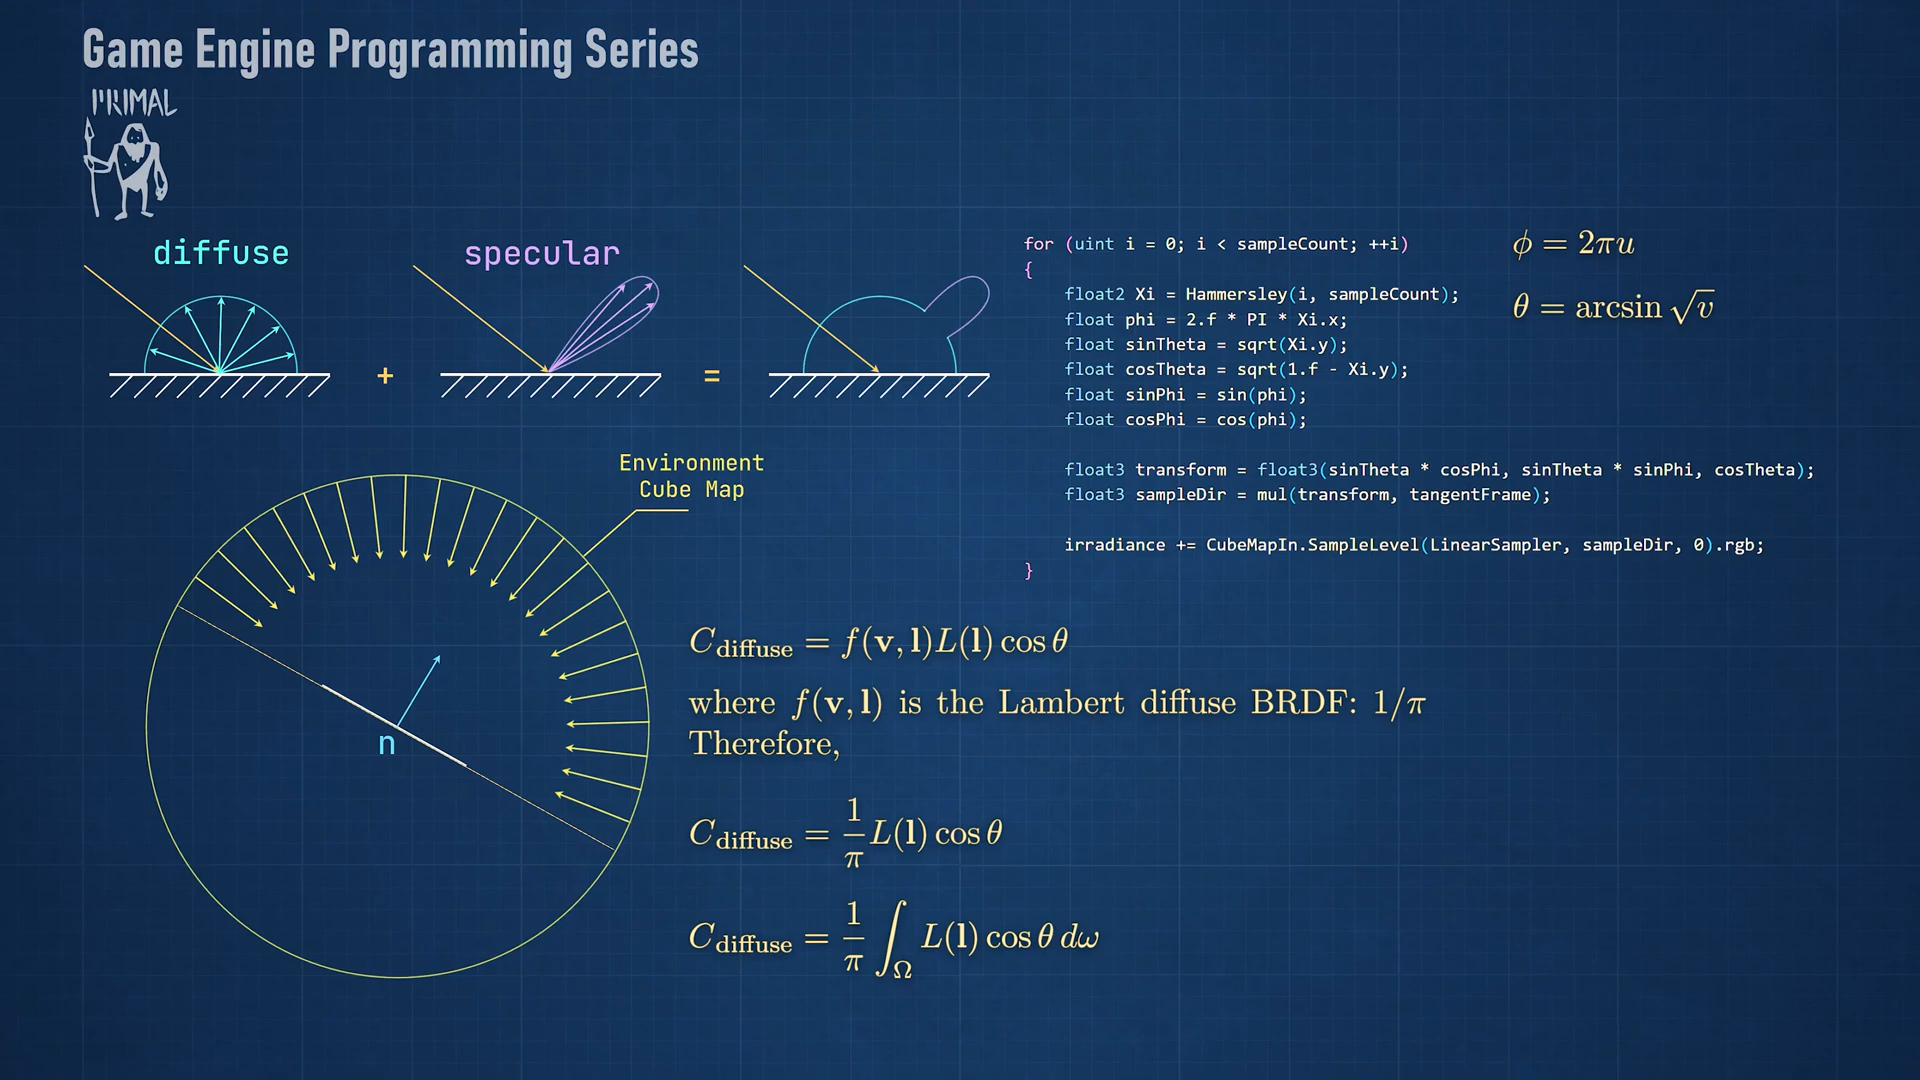 Game Engine Programming Series
PRIMAL
diffuse
specular
+
=
Environment
Cube Map
n
for (uint i = 0; i < sampleCount; ++i)
{
    float2 Xi = Hammersley(i, sampleCount);
    float phi = 2.f * PI * Xi.x;
    float sinTheta = sqrt(Xi.y);
    float cosTheta = sqrt(1.f - Xi.y);
    float sinPhi = sin(phi);
    float cosPhi = cos(phi);
    float3 transform = float3(sinTheta * cosPhi, sinTheta * sinPhi, cosTheta);
    float3 sampleDir = mul(transform, tangentFrame);
    irradiance += CubeMapIn.SampleLevel(LinearSampler, sampleDir, 0).rgb;
}
ϕ = 2πu
θ = arcsin √v
C_diffuse = f(v, l)L(l) cos θ
where f(v, l) is the Lambert diffuse BRDF: 1/π
Therefore,
C_diffuse = 1/π L(l) cos θ
C_diffuse = 1/π ∫_Ω L(l) cos θ dω